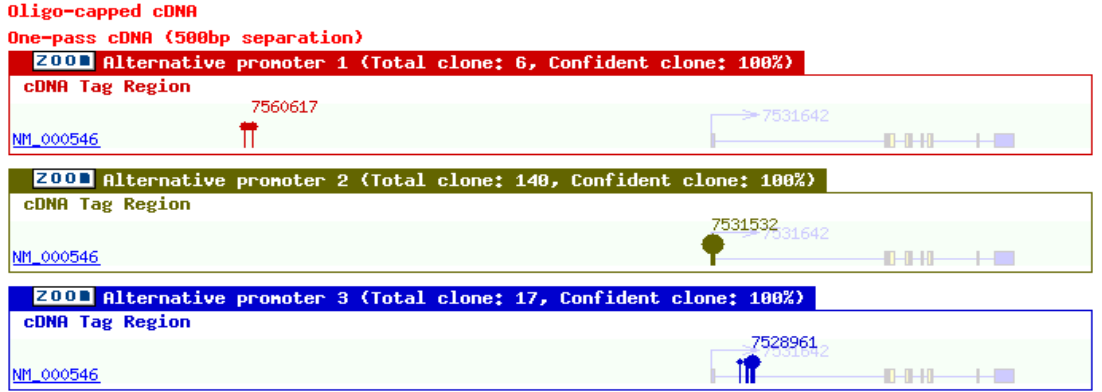 Oligo-capped cDNA
One-pass cDNA (500bp separation)
ZOOM Alternative promoter 1 (Total clone: 6, Confident clone: 100%)
cDNA Tag Region
7560617
7531642
NM_000546
ZOOM Alternative promoter 2 (Total clone: 140, Confident clone: 100%)
cDNA Tag Region
7531532
7531642
NM_000546
ZOOM Alternative promoter 3 (Total clone: 17, Confident clone: 100%)
cDNA Tag Region
7528961
7531642
NM_000546